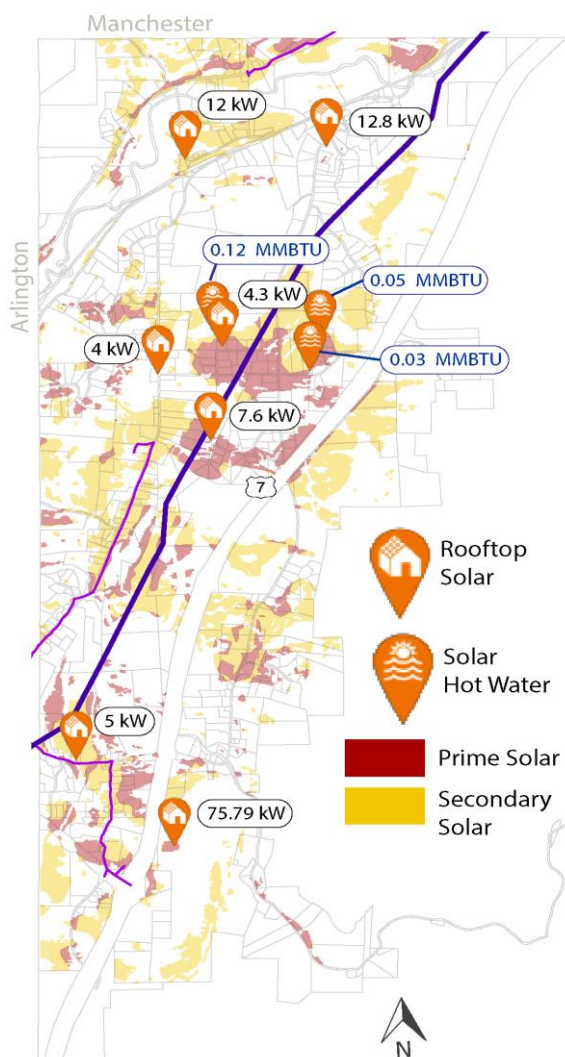 Manchester
12 kW
12.8 kW
Arlington
0.12 MMBTU
0.05 MMBTU
4.3 kW
4 kW
0.03 MMBTU
7.6 kW
7
Rooftop
Solar
Solar
Hot Water
5 kW
Prime Solar
Secondary
Solar
75.79 kW
N